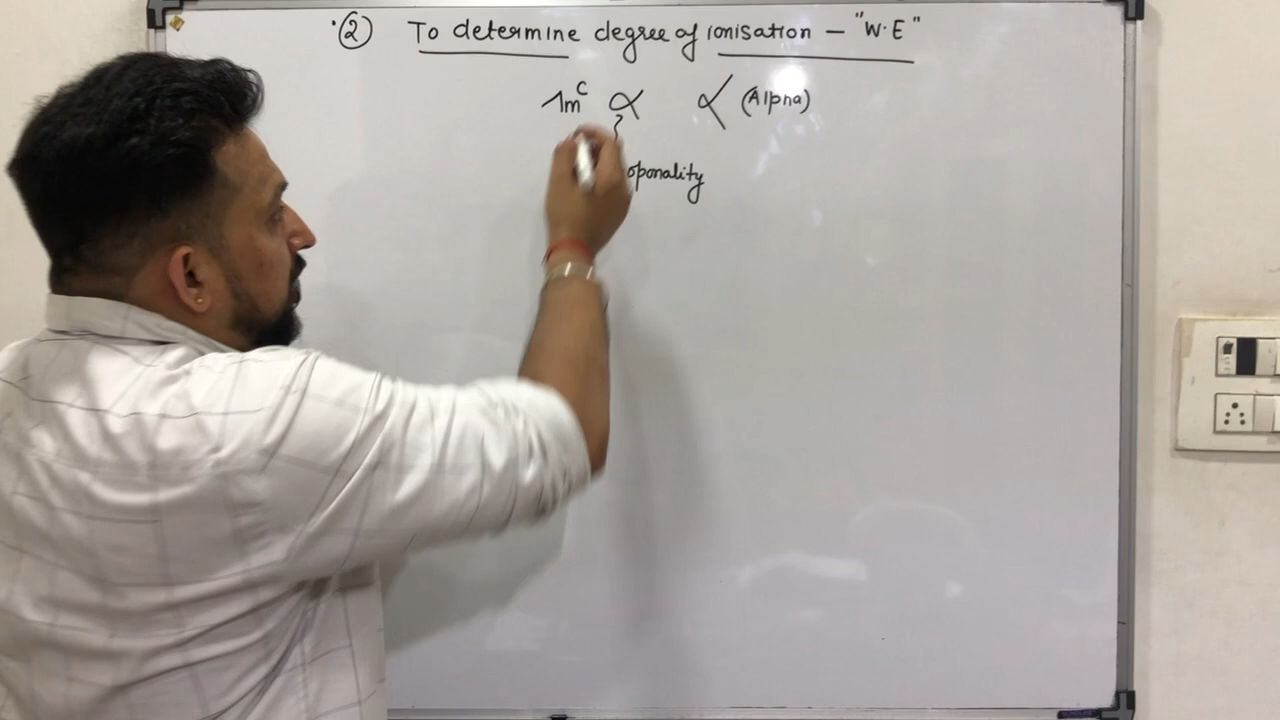 ② To determine degree of ionisation – "W.E"
Λm^c ∝ α (Alpha)
oponality